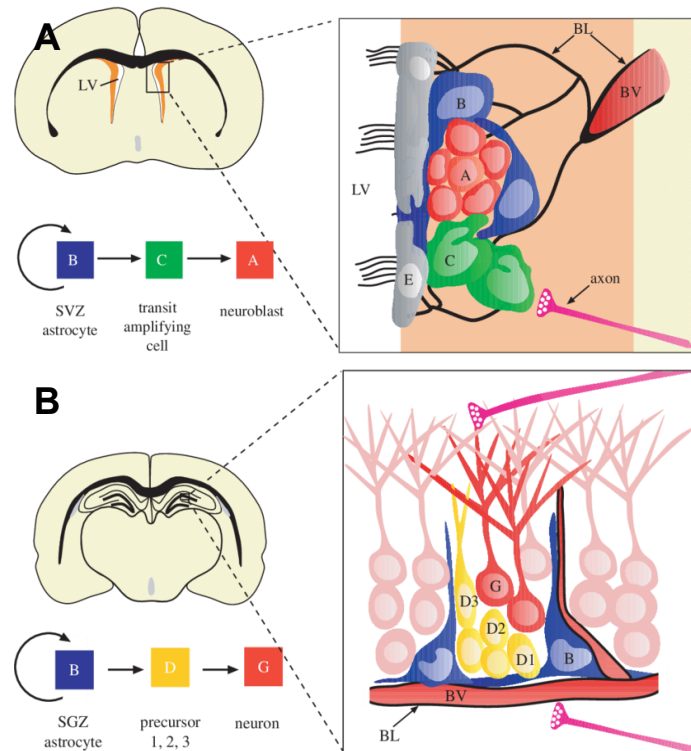 A
LV
BL
BV
B
A
LV
C
E
axon
B
C
A
SVZ
astrocyte
transit
amplifying
cell
neuroblast
B
G
D3
D2
D1
B
BV
BL
B
D
G
SGZ
astrocyte
precursor
1, 2, 3
neuron